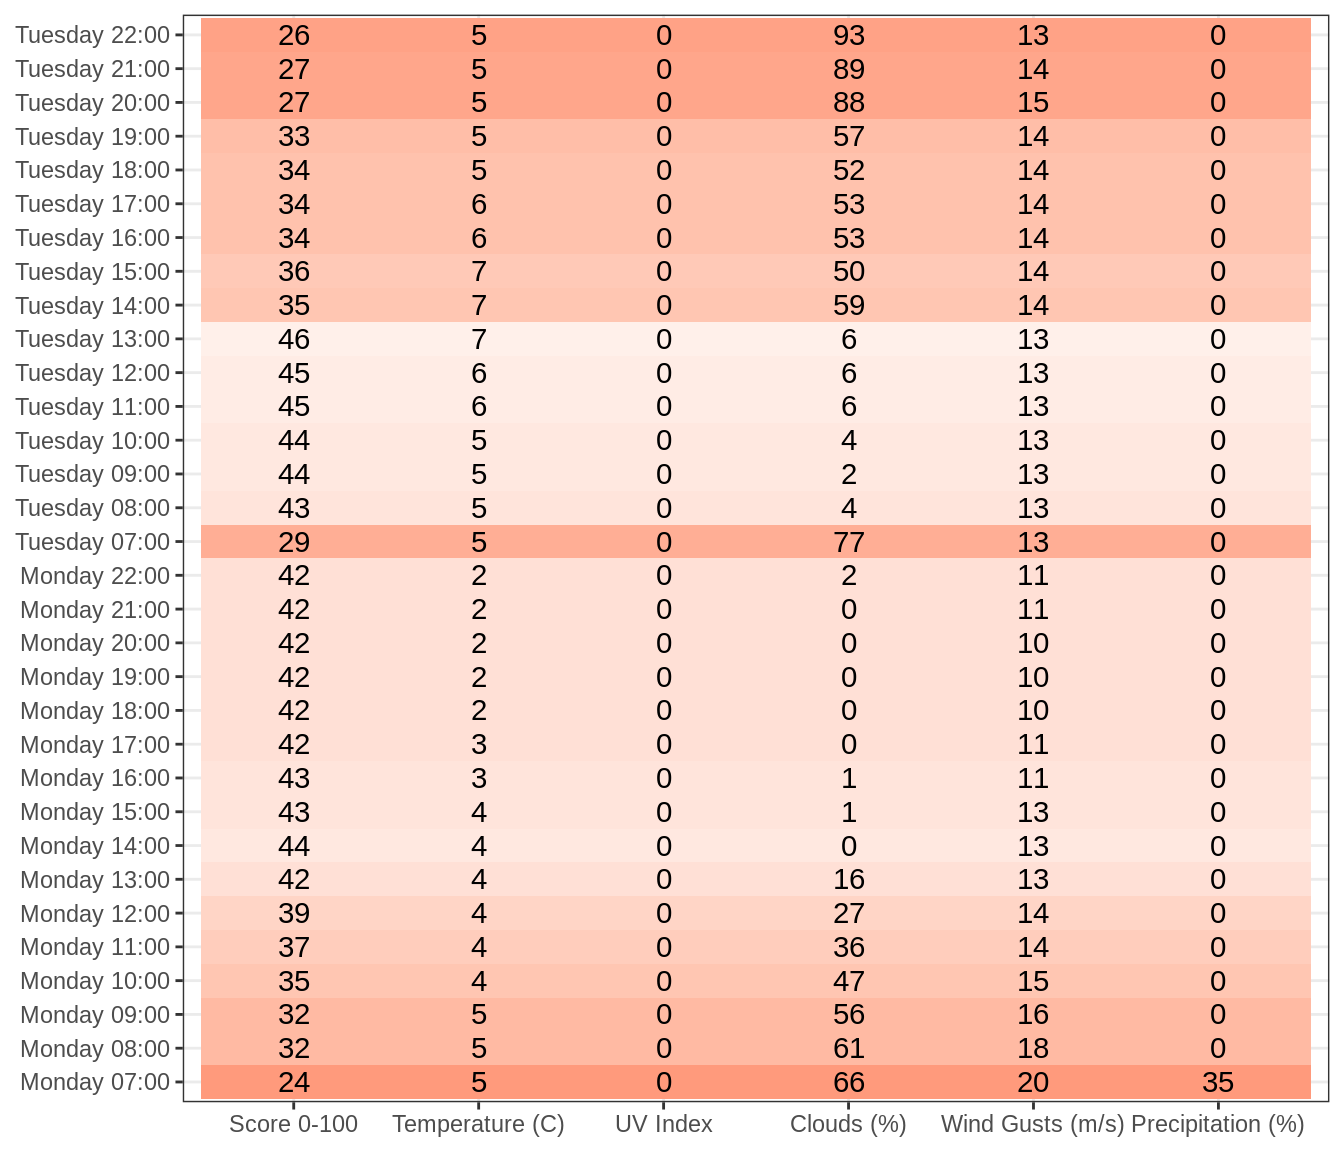 Tuesday 22:00 26 5 0 93 13 0
Tuesday 21:00 27 5 0 89 14 0
Tuesday 20:00 27 5 0 88 15 0
Tuesday 19:00 33 5 0 57 14 0
Tuesday 18:00 34 5 0 52 14 0
Tuesday 17:00 34 6 0 53 14 0
Tuesday 16:00 34 6 0 53 14 0
Tuesday 15:00 36 7 0 50 14 0
Tuesday 14:00 35 7 0 59 14 0
Tuesday 13:00 46 7 0 6 13 0
Tuesday 12:00 45 6 0 6 13 0
Tuesday 11:00 45 6 0 6 13 0
Tuesday 10:00 44 5 0 4 13 0
Tuesday 09:00 44 5 0 2 13 0
Tuesday 08:00 43 5 0 4 13 0
Tuesday 07:00 29 5 0 77 13 0
Monday 22:00 42 2 0 2 11 0
Monday 21:00 42 2 0 0 11 0
Monday 20:00 42 2 0 0 10 0
Monday 19:00 42 2 0 0 10 0
Monday 18:00 42 2 0 0 10 0
Monday 17:00 42 3 0 0 11 0
Monday 16:00 43 3 0 1 11 0
Monday 15:00 43 4 0 1 13 0
Monday 14:00 44 4 0 0 13 0
Monday 13:00 42 4 0 16 13 0
Monday 12:00 39 4 0 27 14 0
Monday 11:00 37 4 0 36 14 0
Monday 10:00 35 4 0 47 15 0
Monday 09:00 32 5 0 56 16 0
Monday 08:00 32 5 0 61 18 0
Monday 07:00 24 5 0 66 20 35
Score 0-100 Temperature (C) UV Index Clouds (%) Wind Gusts (m/s) Precipitation (%)